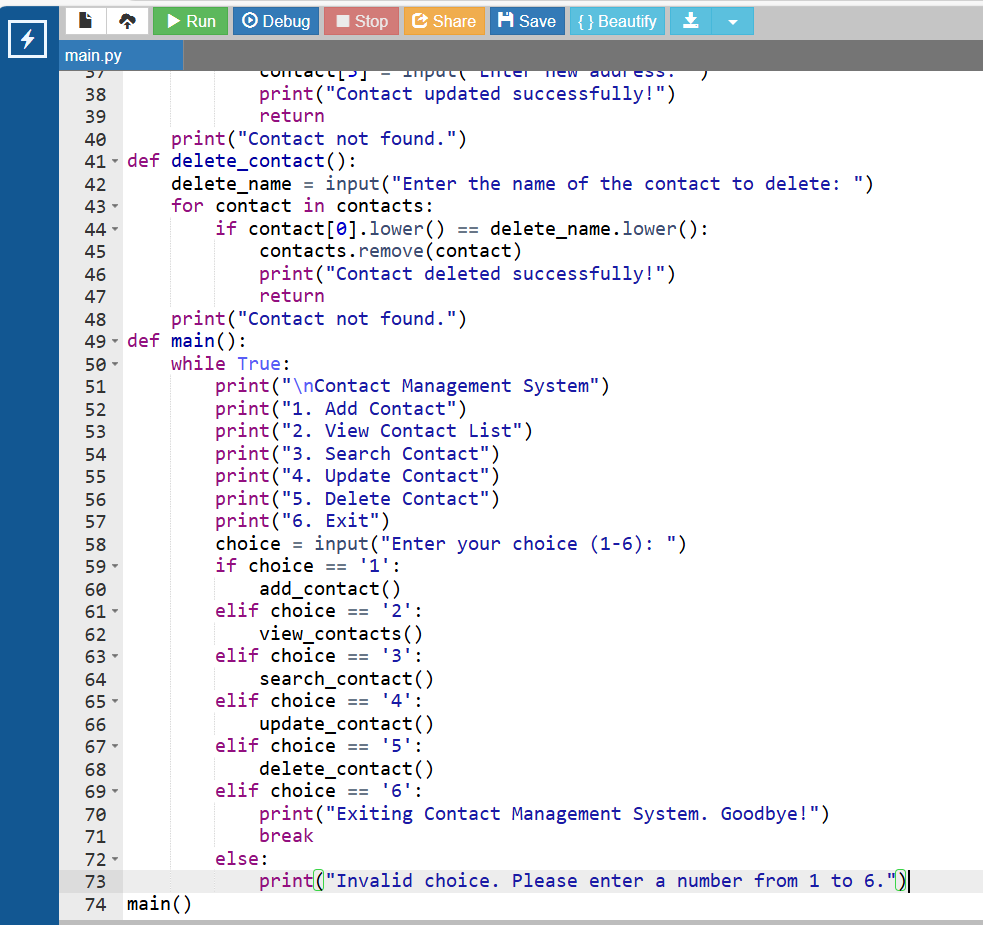 Run Debug Stop Share Save { } Beautify
main.py
37 contact[3] = input("Enter new address: ")
38             print("Contact updated successfully!")
39             return
40     print("Contact not found.")
41 def delete_contact():
42     delete_name = input("Enter the name of the contact to delete: ")
43     for contact in contacts:
44         if contact[0].lower() == delete_name.lower():
45             contacts.remove(contact)
46             print("Contact deleted successfully!")
47             return
48     print("Contact not found.")
49 def main():
50     while True:
51         print("\nContact Management System")
52         print("1. Add Contact")
53         print("2. View Contact List")
54         print("3. Search Contact")
55         print("4. Update Contact")
56         print("5. Delete Contact")
57         print("6. Exit")
58         choice = input("Enter your choice (1-6): ")
59         if choice == '1':
60             add_contact()
61         elif choice == '2':
62             view_contacts()
63         elif choice == '3':
64             search_contact()
65         elif choice == '4':
66             update_contact()
67         elif choice == '5':
68             delete_contact()
69         elif choice == '6':
70             print("Exiting Contact Management System. Goodbye!")
71             break
72         else:
73             print("Invalid choice. Please enter a number from 1 to 6.")
74 main()